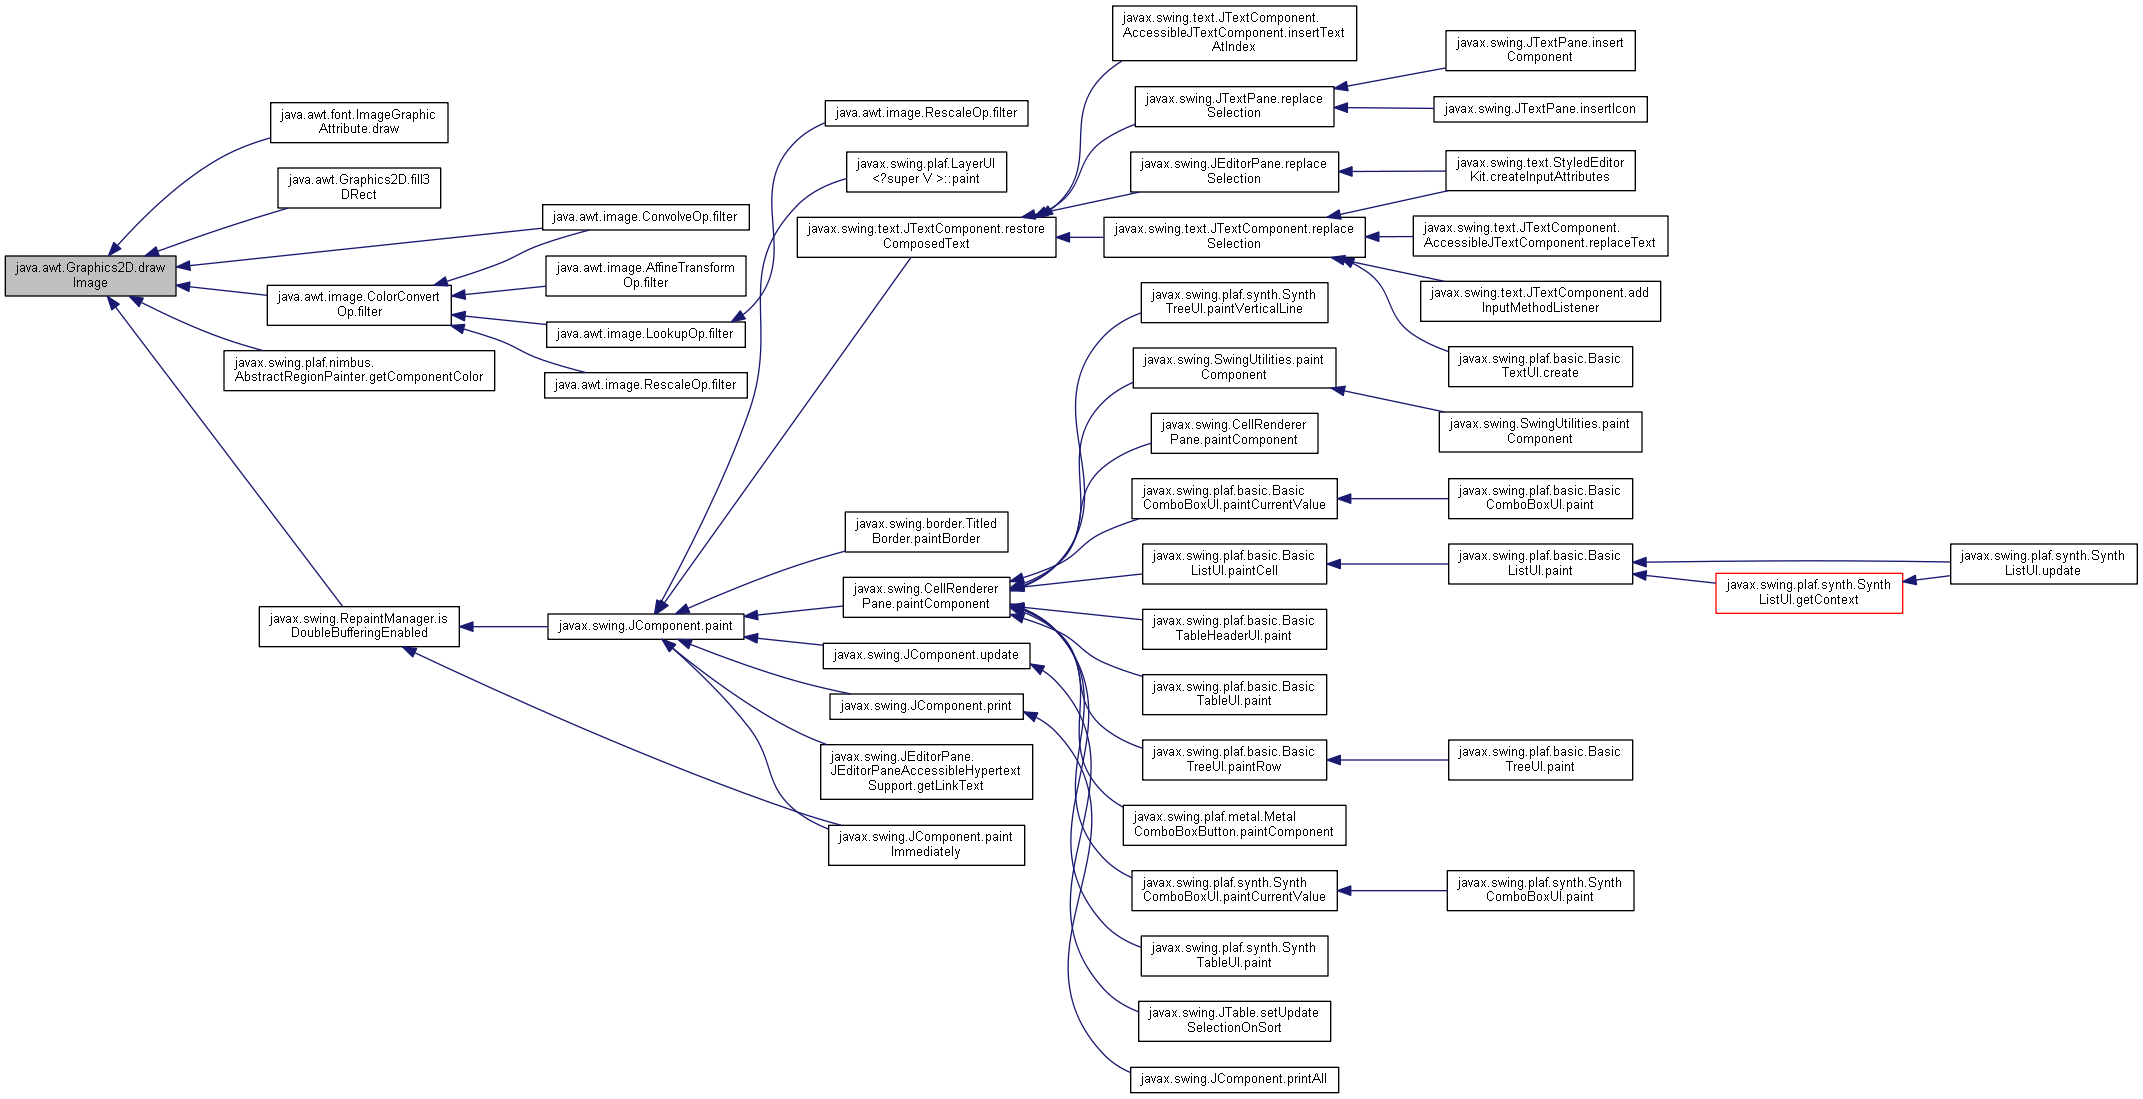 java.awt.Graphics2D.draw
Image
java.awt.font.ImageGraphic
Attribute.draw
java.awt.Graphics2D.fill3
DRect
java.awt.image.ColorConvert
Op.filter
javax.swing.plaf.nimbus.
AbstractRegionPainter.getComponentColor
javax.swing.RepaintManager.is
DoubleBufferingEnabled
java.awt.image.ConvolveOp.filter
java.awt.image.AffineTransform
Op.filter
java.awt.image.LookupOp.filter
java.awt.image.RescaleOp.filter
javax.swing.JComponent.paint
java.awt.image.RescaleOp.filter
javax.swing.plaf.LayerUI
<?super V >::paint
javax.swing.text.JTextComponent.restore
ComposedText
javax.swing.border.Titled
Border.paintBorder
javax.swing.CellRenderer
Pane.paintComponent
javax.swing.JComponent.update
javax.swing.JComponent.print
javax.swing.JEditorPane.
JEditorPaneAccessibleHypertext
Support.getLinkText
javax.swing.JComponent.paint
Immediately
javax.swing.text.JTextComponent.
AccessibleJTextComponent.insertText
AtIndex
javax.swing.JTextPane.replace
Selection
javax.swing.JEditorPane.replace
Selection
javax.swing.text.JTextComponent.replace
Selection
javax.swing.plaf.synth.Synth
TreeUI.paintVerticalLine
javax.swing.SwingUtilities.paint
Component
javax.swing.CellRenderer
Pane.paintComponent
javax.swing.plaf.basic.Basic
ComboBoxUI.paintCurrentValue
javax.swing.plaf.basic.Basic
ListUI.paintCell
javax.swing.plaf.basic.Basic
TableHeaderUI.paint
javax.swing.plaf.basic.Basic
TableUI.paint
javax.swing.plaf.basic.Basic
TreeUI.paintRow
javax.swing.plaf.metal.Metal
ComboBoxButton.paintComponent
javax.swing.plaf.synth.Synth
ComboBoxUI.paintCurrentValue
javax.swing.plaf.synth.Synth
TableUI.paint
javax.swing.JTable.setUpdate
SelectionOnSort
javax.swing.JComponent.printAll
javax.swing.JTextPane.insert
Component
javax.swing.JTextPane.insertIcon
javax.swing.text.StyledEditor
Kit.createInputAttributes
javax.swing.text.JTextComponent.
AccessibleJTextComponent.replaceText
javax.swing.text.JTextComponent.add
InputMethodListener
javax.swing.plaf.basic.Basic
TextUI.create
javax.swing.SwingUtilities.paint
Component
javax.swing.plaf.basic.Basic
ComboBoxUI.paint
javax.swing.plaf.basic.Basic
ListUI.paint
javax.swing.plaf.basic.Basic
TreeUI.paint
javax.swing.plaf.synth.Synth
ComboBoxUI.paint
javax.swing.plaf.synth.Synth
ListUI.getContext
javax.swing.plaf.synth.Synth
ListUI.update